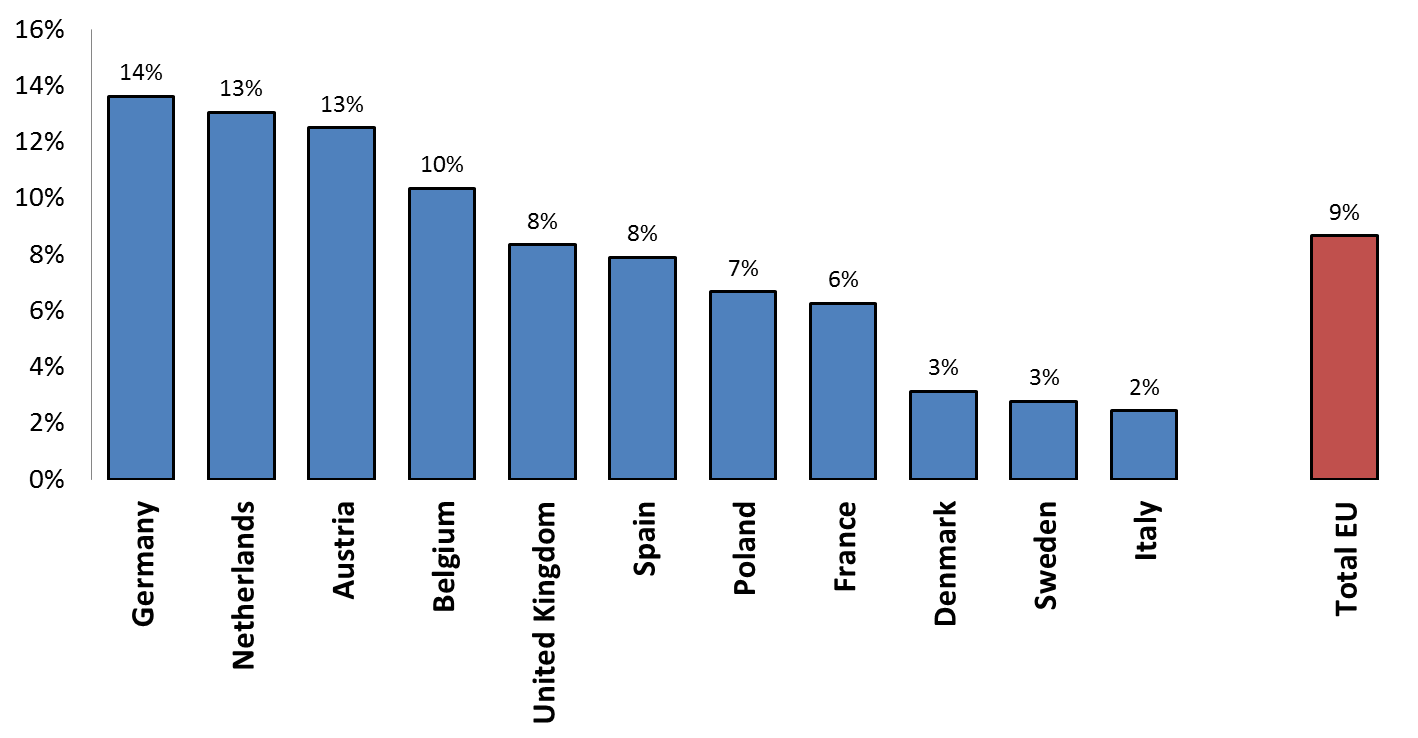 16%
14%
12%
10%
8%
6%
4%
2%
0%
14%
13%
13%
10%
8%
8%
7%
6%
3%
3%
2%
9%
Germany
Netherlands
Austria
Belgium
United Kingdom
Spain
Poland
France
Denmark
Sweden
Italy
Total EU